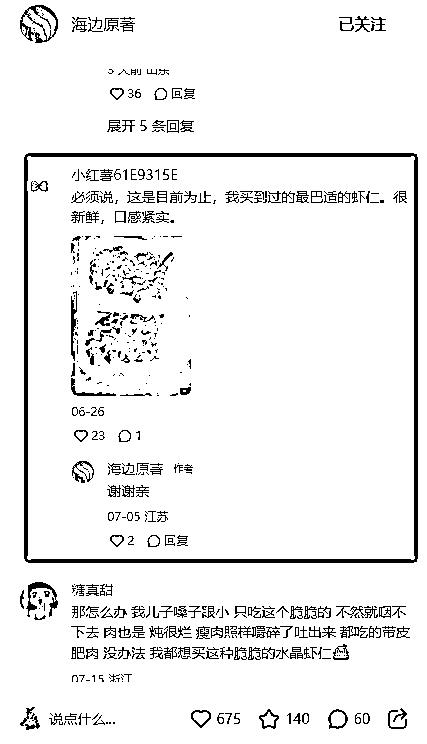 海边原著
已关注
3 天前 山东
36 回复
展开 5 条回复
小红薯61E9315E
必须说，这是目前为止，我买到过的最巴适的虾仁。很
新鲜，口感紧实。
06-26
23 1
海边原著 作者
谢谢亲
07-05 江苏
2 回复
糖真甜
那怎么办 我儿子嗓子眼小 只吃这个脆脆的 不然就咽不
下去 肉也是 炖很烂 瘦肉照样嚼碎了吐出来 都吃的带皮
肥肉 没办法 我都想买这种脆脆的水晶虾仁
07-15 浙江
说点什么...
675
140
60